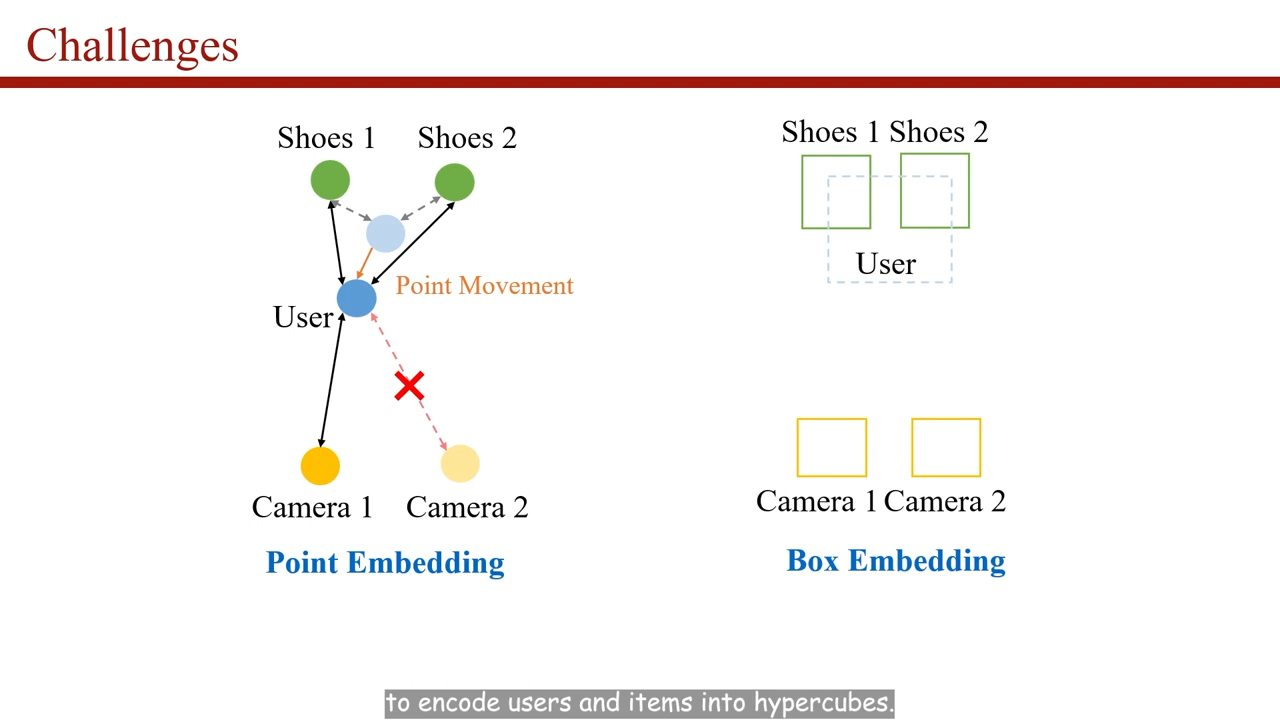 Challenges
Shoes 1 Shoes 2
Point Movement
User
Camera 1 Camera 2
Point Embedding
Shoes 1 Shoes 2
User
Camera 1 Camera 2
Box Embedding
to encode users and items into hypercubes.